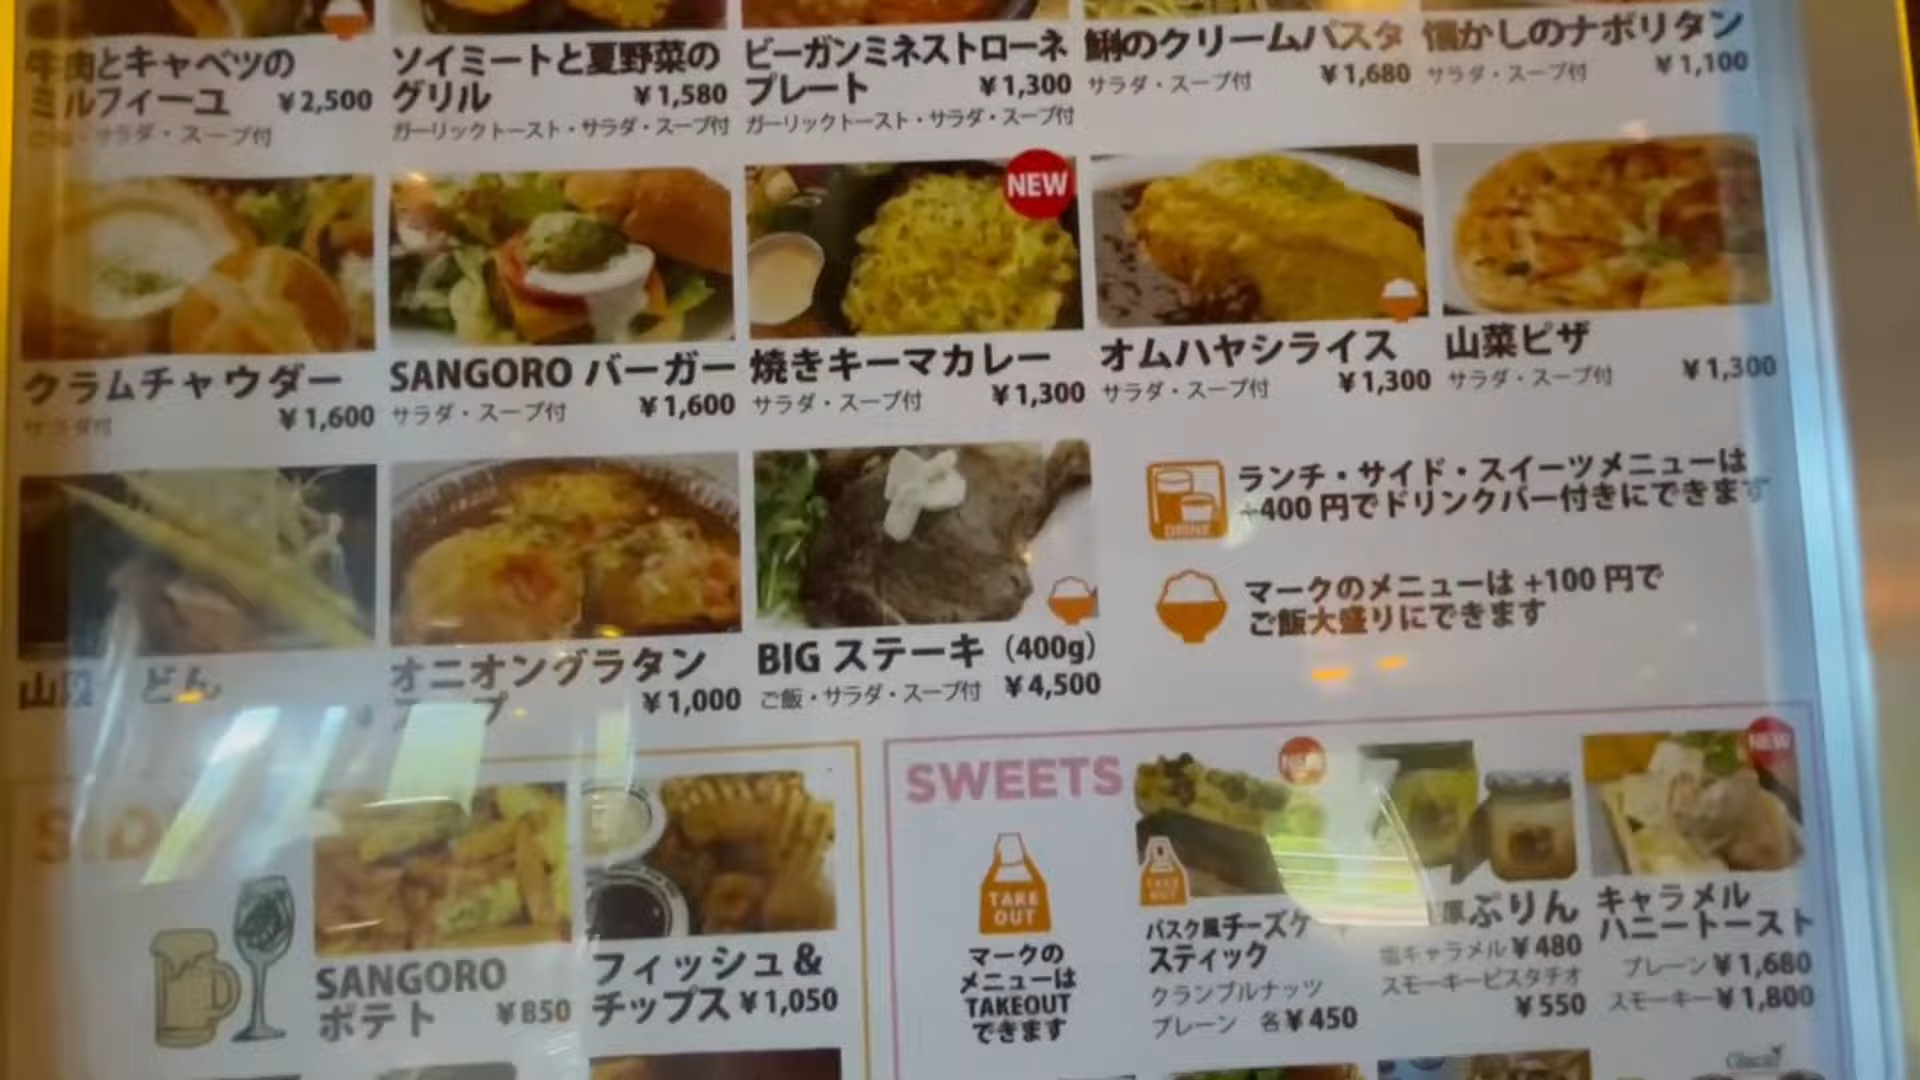 牛肉とキャベツの
ミルフィーユ ¥2,500
ご飯・サラダ・スープ付
ソイミートと夏野菜の
グリル ¥1,580
ガーリックトースト・サラダ・スープ付
ビーガンミネストローネ
プレート ¥1,300
ガーリックトースト・サラダ・スープ付
のクリームパスタ
サラダ・スープ付 ¥1,680
懐かしのナポリタン
サラダ・スープ付 ¥1,100
クラムチャウダー
サラダ付 ¥1,600
SANGORO バーガー
サラダ・スープ付 ¥1,600
NEW
焼きキーマカレー
サラダ・スープ付 ¥1,300
オムハヤシライス
サラダ・スープ付 ¥1,300
山菜ピザ
サラダ・スープ付 ¥1,300
山 どん
オニオングラタン
¥1,000
BIG ステーキ (400g)
ご飯・サラダ・スープ付 ¥4,500
DRINK
ランチ・サイド・スイーツメニューは
+400 円でドリンクバー付きにできます
マークのメニューは +100 円で
ご飯大盛りにできます
SANGORO
ポテト ¥850
フィッシュ&
チップス ¥1,050
SWEETS
TAKE
OUT
マークの
メニューは
TAKEOUT
できます
NEW
TAKE
OUT
バスク風チーズケ
スティック
クランブルナッツ
プレーン 各¥450
ぷりん
塩キャラメル ¥480
スモーキーピスタチオ
¥550
NEW
キャラメル
ハニートースト
プレーン ¥1,680
スモーキー ¥1,800